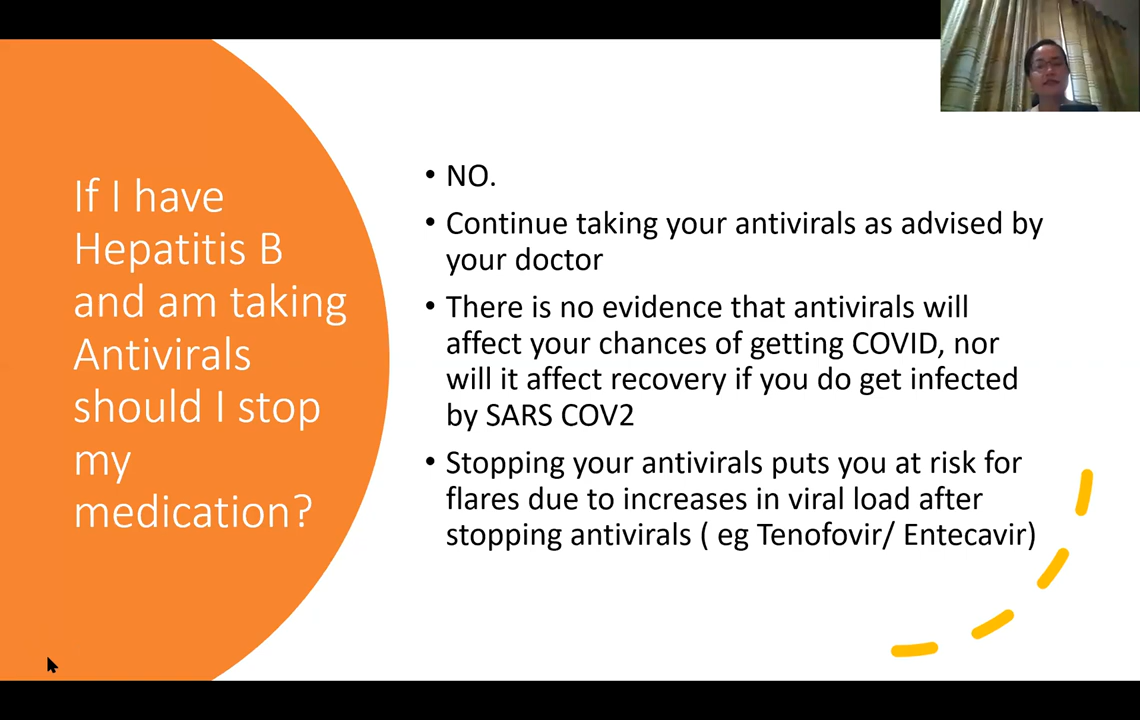 If I have
Hepatitis B
and am taking
Antivirals
should I stop
my
medication?
• NO.
• Continue taking your antivirals as advised by
your doctor
• There is no evidence that antivirals will
affect your chances of getting COVID, nor
will it affect recovery if you do get infected
by SARS COV2
• Stopping your antivirals puts you at risk for
flares due to increases in viral load after
stopping antivirals ( eg Tenofovir/ Entecavir)